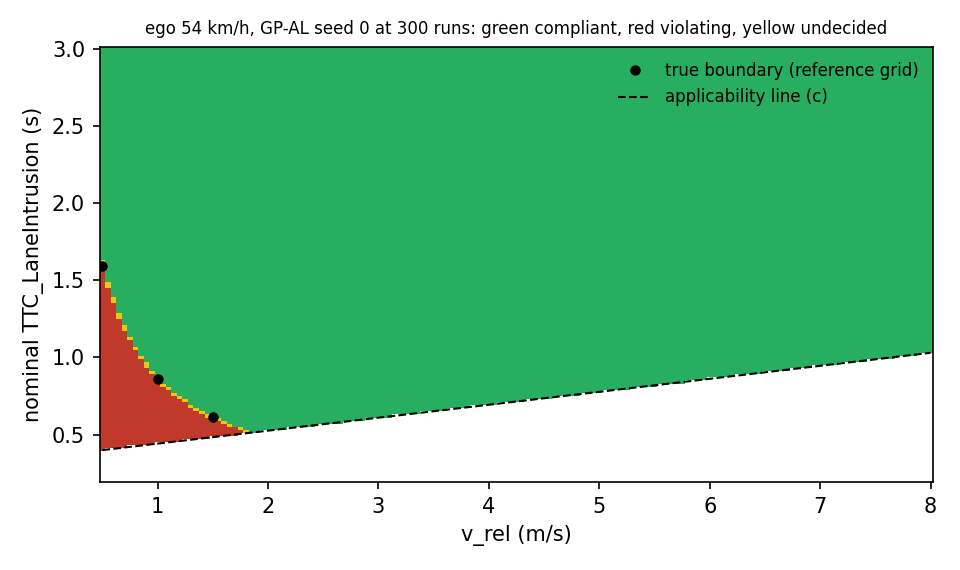 ego 54 km/h, GP-AL seed 0 at 300 runs: green compliant, red violating, yellow undecided
true boundary (reference grid)
applicability line (c)
nominal TTC_LaneIntrusion (s)
3.0
2.5
2.0
1.5
1.0
0.5
1 2 3 4 5 6 7 8
v_rel (m/s)